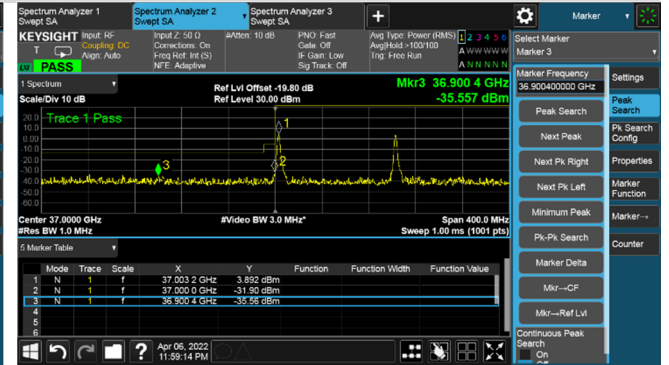 Spectrum Analyzer 1
Swept SA
Spectrum Analyzer 2
Swept SA
Spectrum Analyzer 3
Swept SA
Marker
KEYSIGHT
T
PASS
Input: RF
Coupling: DC
Align: Auto
Input Z: 50 Ω
Corrections: On
Freq Ref: Int (S)
NFE: Adaptive
#Atten: 10 dB
PNO: Fast
Gate: Off
IF Gain: Low
Sig Track: Off
Avg Type: Power (RMS)
Avg|Hold:>100/100
Trig: Free Run
1 2 3 4 5 6
A W W W W W
A N N N N N
Select Marker
Marker 3
1 Spectrum
Scale/Div 10 dB
Ref Lvl Offset -19.80 dB
Ref Level 30.00 dBm
Mkr3 36.900 4 GHz
-35.557 dBm
Trace 1 Pass
20.0
10.0
0.00
-10.0
-20.0
-30.0
-40.0
-50.0
-60.0
1
2
3
Center 37.0000 GHz
#Res BW 1.0 MHz
#Video BW 3.0 MHz*
Span 400.0 MHz
Sweep 1.00 ms (1001 pts)
5 Marker Table
Mode Trace Scale X Y Function Function Width Function Value
1 N 1 f 37.003 2 GHz 3.892 dBm
2 N 1 f 37.000 0 GHz -31.90 dBm
3 N 1 f 36.900 4 GHz -35.56 dBm
4
5
6
Apr 06, 2022
11:59:14 PM
Marker Frequency
36.900400000 GHz
Peak Search
Next Peak
Next Pk Right
Next Pk Left
Minimum Peak
Pk-Pk Search
Marker Delta
Mkr→CF
Mkr→Ref Lvl
Continuous Peak
Search
On
Settings
Peak
Search
Pk Search
Config
Properties
Marker
Function
Marker→
Counter